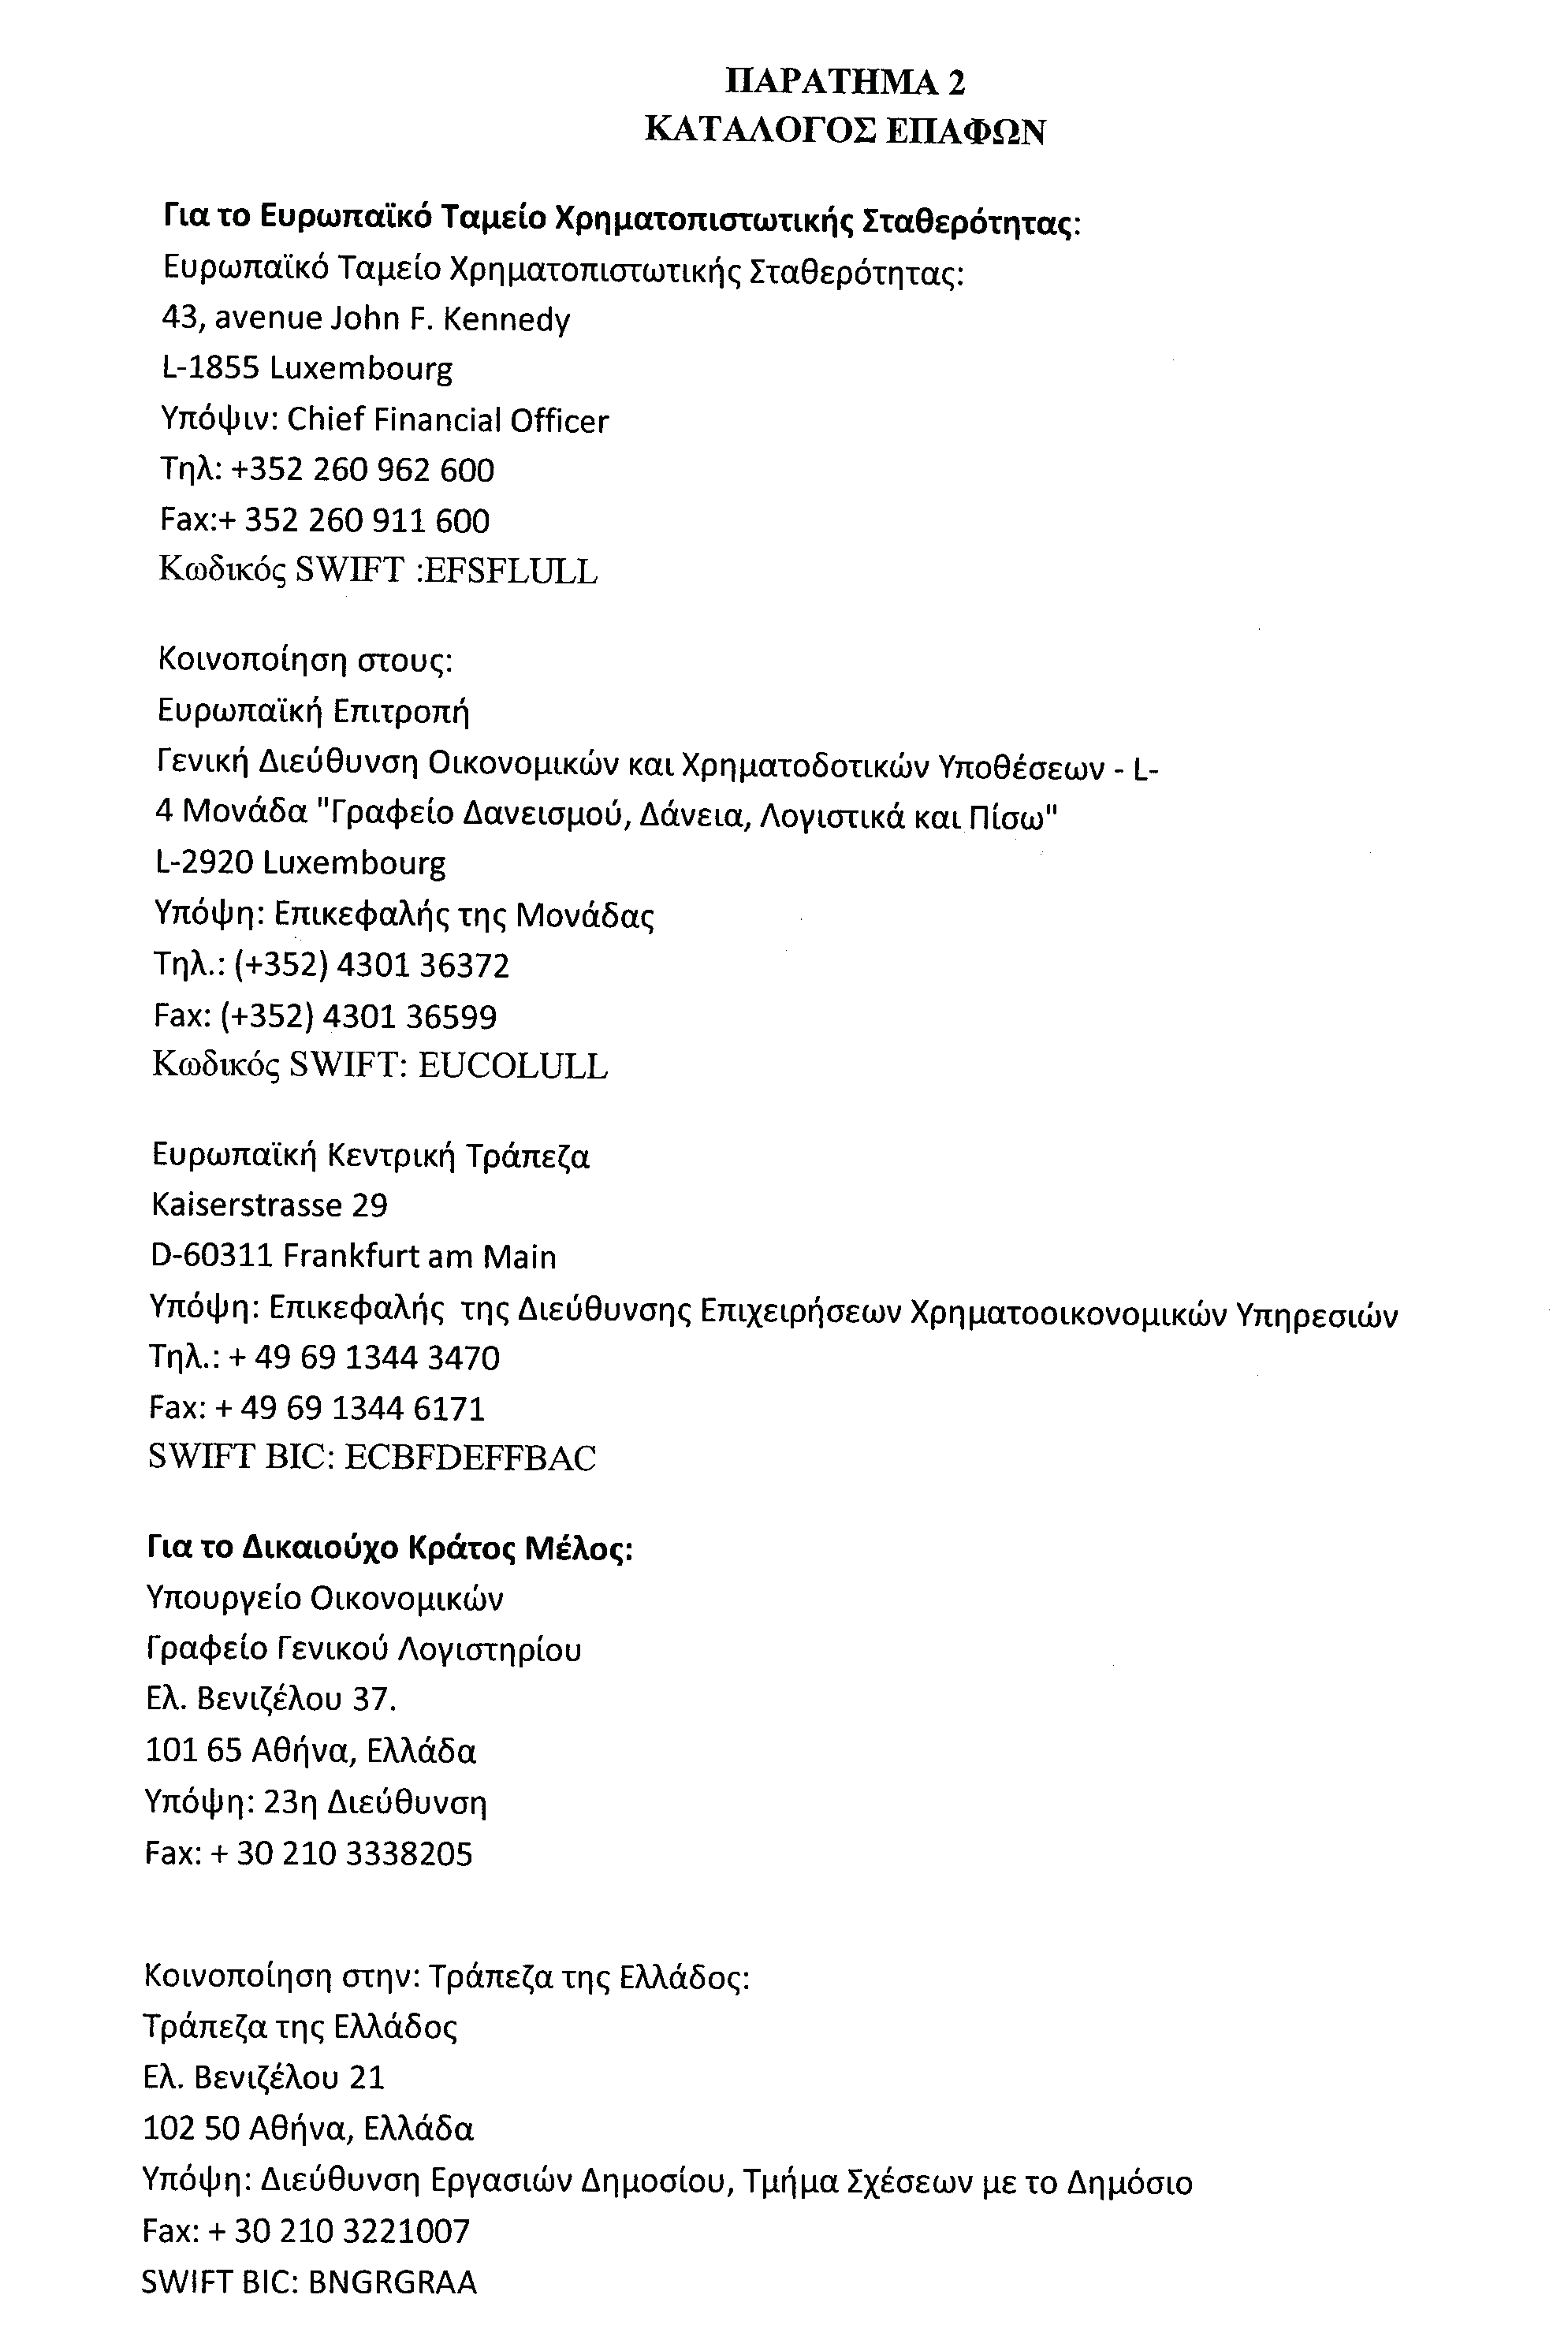 ΠΑΡΑΤΗΜΑ 2
ΚΑΤΑΛΟΓΟΣ ΕΠΑΦΩΝ
Για το Ευρωπαϊκό Ταμείο Χρηματοπιστωτικής Σταθερότητας:
Ευρωπαϊκό Ταμείο Χρηματοπιστωτικής Σταθερότητας:
43, avenue John F. Kennedy
L-1855 Luxembourg
Υπόψιν: Chief Financial Officer
Τηλ: +352 260 962 600
Fax:+ 352 260 911 600
Κωδικός SWIFT :EFSFLULL
Κοινοποίηση στους:
Ευρωπαϊκή Επιτροπή
Γενική Διεύθυνση Οικονομικών και Χρηματοδοτικών Υποθέσεων - L-
4 Μονάδα "Γραφείο Δανεισμού, Δάνεια, Λογιστικά και Πίσω"
L-2920 Luxembourg
Υπόψη: Επικεφαλής της Μονάδας
Τηλ.: (+352) 4301 36372
Fax: (+352) 4301 36599
Κωδικός SWIFT: EUCOLULL
Ευρωπαϊκή Κεντρική Τράπεζα
Kaiserstrasse 29
D-60311 Frankfurt am Main
Υπόψη: Επικεφαλής της Διεύθυνσης Επιχειρήσεων Χρηματοοικονομικών Υπηρεσιών
Τηλ.: + 49 69 1344 3470
Fax: + 49 69 1344 6171
SWIFT BIC: ECBFDEFFBAC
Για το Δικαιούχο Κράτος Μέλος:
Υπουργείο Οικονομικών
Γραφείο Γενικού Λογιστηρίου
Ελ. Βενιζέλου 37.
101 65 Αθήνα, Ελλάδα
Υπόψη: 23η Διεύθυνση
Fax: + 30 210 3338205
Κοινοποίηση στην: Τράπεζα της Ελλάδος:
Τράπεζα της Ελλάδος
Ελ. Βενιζέλου 21
102 50 Αθήνα, Ελλάδα
Υπόψη: Διεύθυνση Εργασιών Δημοσίου, Τμήμα Σχέσεων με το Δημόσιο
Fax: + 30 210 3221007
SWIFT BIC: BNGRGRAA